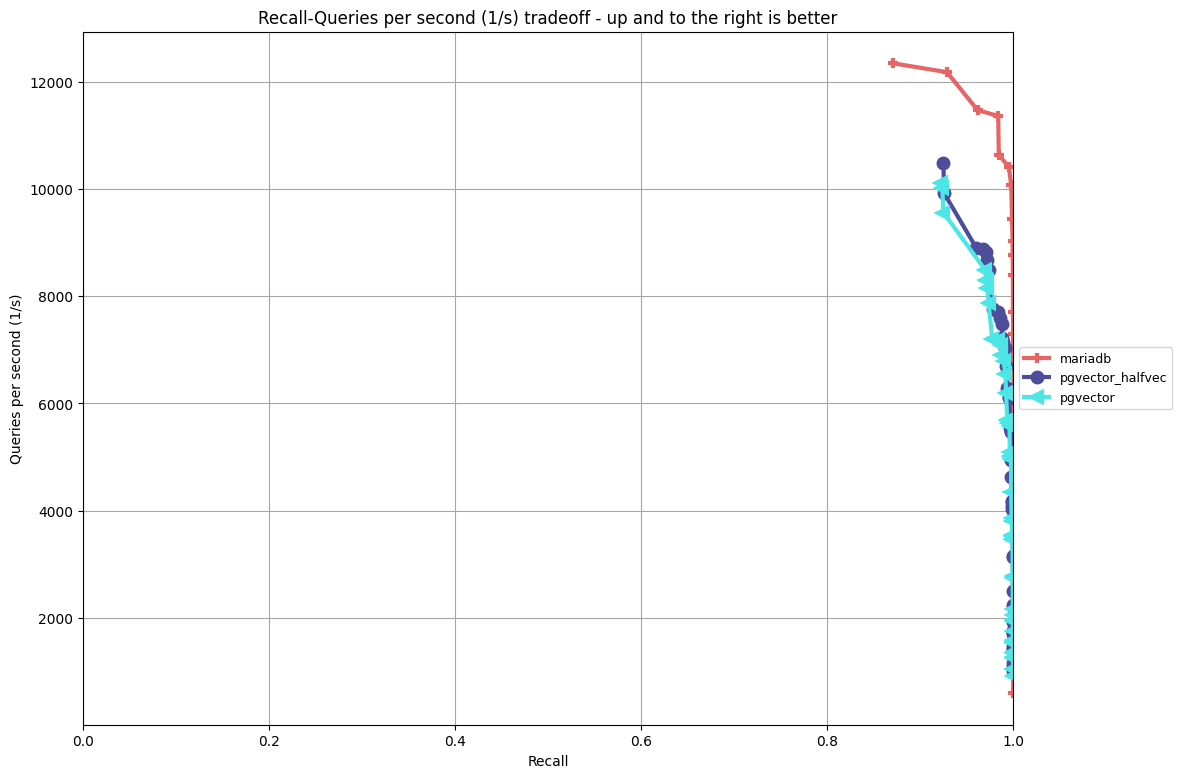 Recall-Queries per second (1/s) tradeoff - up and to the right is better
12000
10000
8000
6000
4000
2000
Queries per second (1/s)
0.0 0.2 0.4 0.6 0.8 1.0
Recall
mariadb
pgvector_halfvec
pgvector